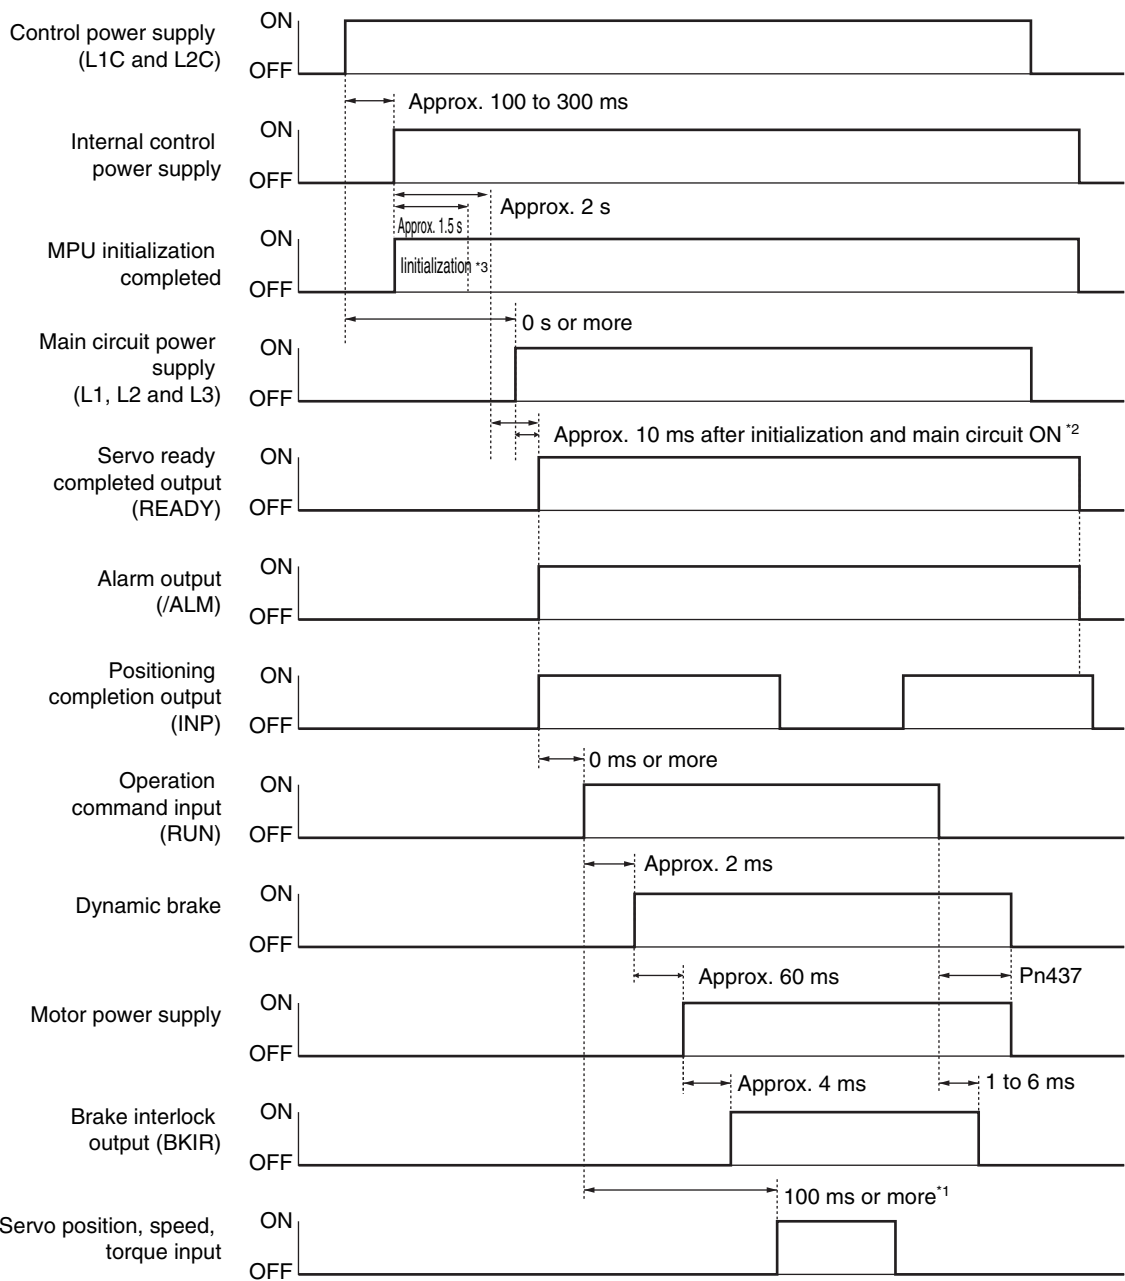 Control power supply
(L1C and L2C)
ON
OFF
Approx. 100 to 300 ms
Internal control
power supply
ON
OFF
Approx. 2 s
Approx. 1.5 s
MPU initialization
completed
ON
OFF
Iinitialization *3
0 s or more
Main circuit power
supply
(L1, L2 and L3)
ON
OFF
Approx. 10 ms after initialization and main circuit ON *2
Servo ready
completed output
(READY)
ON
OFF
Alarm output
(/ALM)
ON
OFF
Positioning
completion output
(INP)
ON
OFF
0 ms or more
Operation
command input
(RUN)
ON
OFF
Approx. 2 ms
Dynamic brake
ON
OFF
Approx. 60 ms
Pn437
Motor power supply
ON
OFF
Approx. 4 ms
1 to 6 ms
Brake interlock
output (BKIR)
ON
OFF
100 ms or more*1
Servo position, speed,
torque input
ON
OFF